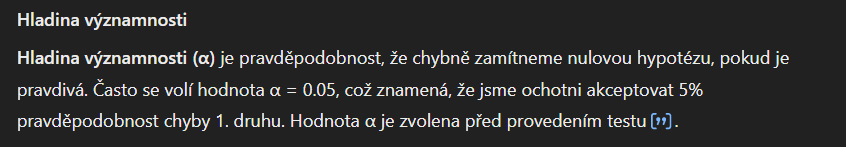 Hladina významnosti
Hladina významnosti (α) je pravděpodobnost, že chybně zamítneme nulovou hypotézu, pokud je
pravdivá. Často se volí hodnota α = 0.05, což znamená, že jsme ochotni akceptovat 5%
pravděpodobnost chyby 1. druhu. Hodnota α je zvolena před provedením testu【❞】.